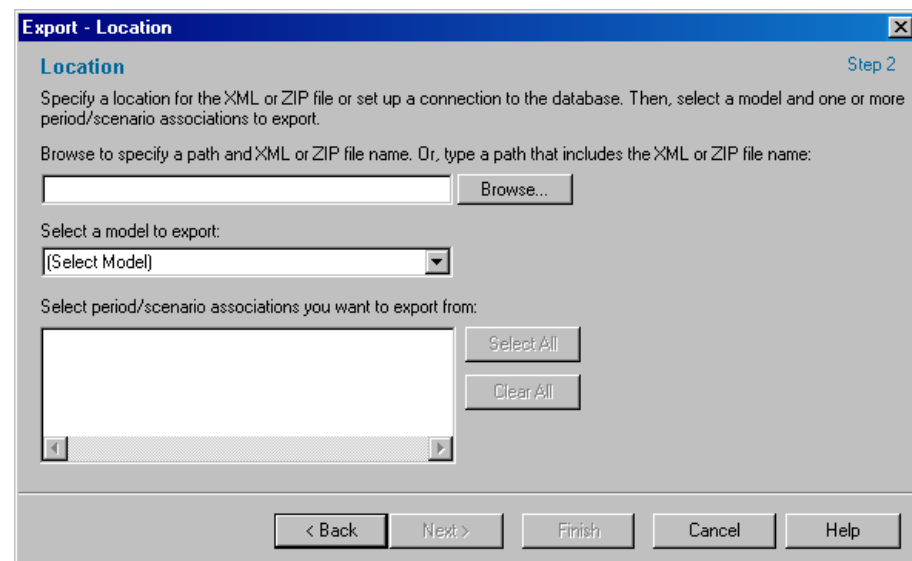 Export - Location
Location
Step 2
Specify a location for the XML or ZIP file or set up a connection to the database. Then, select a model and one or more
period/scenario associations to export.
Browse to specify a path and XML or ZIP file name. Or, type a path that includes the XML or ZIP file name:
Browse...
Select a model to export:
(Select Model)
Select period/scenario associations you want to export from:
Select All
Clear All
< Back
Next >
Finish
Cancel
Help